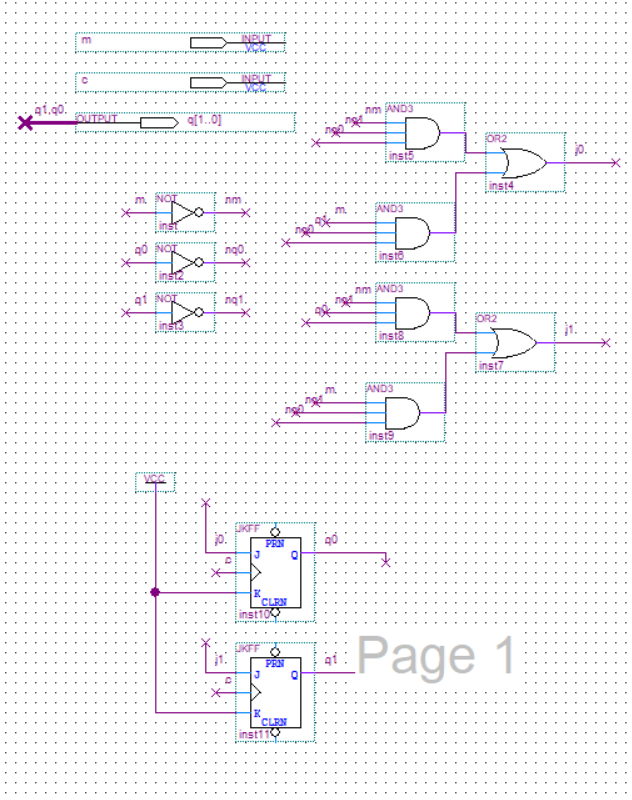 m
INPUT
VCC
c
INPUT
VCC
q1,q0
OUTPUT
q[1..0]
nm
nq1
nq0
AND3
inst5
OR2
inst4
j0
m
q1
nq0
AND3
inst6
m
NOT
nm
inst
q0
NOT
nq0
inst2
q1
NOT
nq1
inst3
nm
nq1
q0
AND3
inst8
OR2
inst7
j1
m
nq1
nq0
AND3
inst9
VCC
JKFF
j0
PRN
J
Q
q0
c
K
CLRN
inst10
JKFF
j1
PRN
J
Q
q1
c
K
CLRN
inst11
Page 1